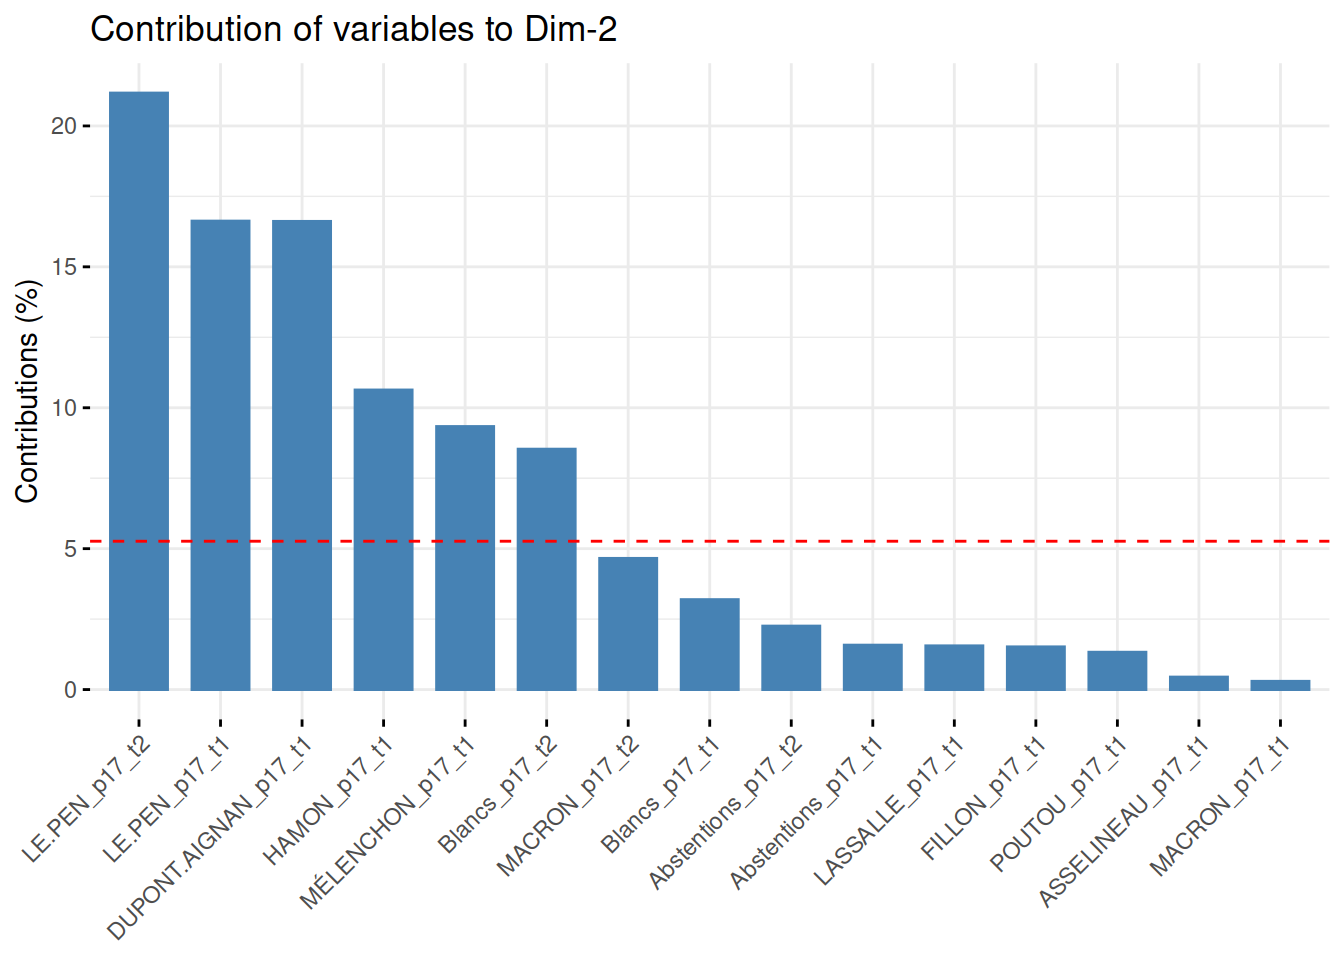 Contribution of variables to Dim-2
Contributions (%)
20
15
10
5
0
LE.PEN_p17_t2
LE.PEN_p17_t1
DUPONT.AIGNAN_p17_t1
HAMON_p17_t1
MÉLENCHON_p17_t1
Blancs_p17_t2
MACRON_p17_t2
Blancs_p17_t1
Abstentions_p17_t2
Abstentions_p17_t1
LASSALLE_p17_t1
FILLON_p17_t1
POUTOU_p17_t1
ASSELINEAU_p17_t1
MACRON_p17_t1